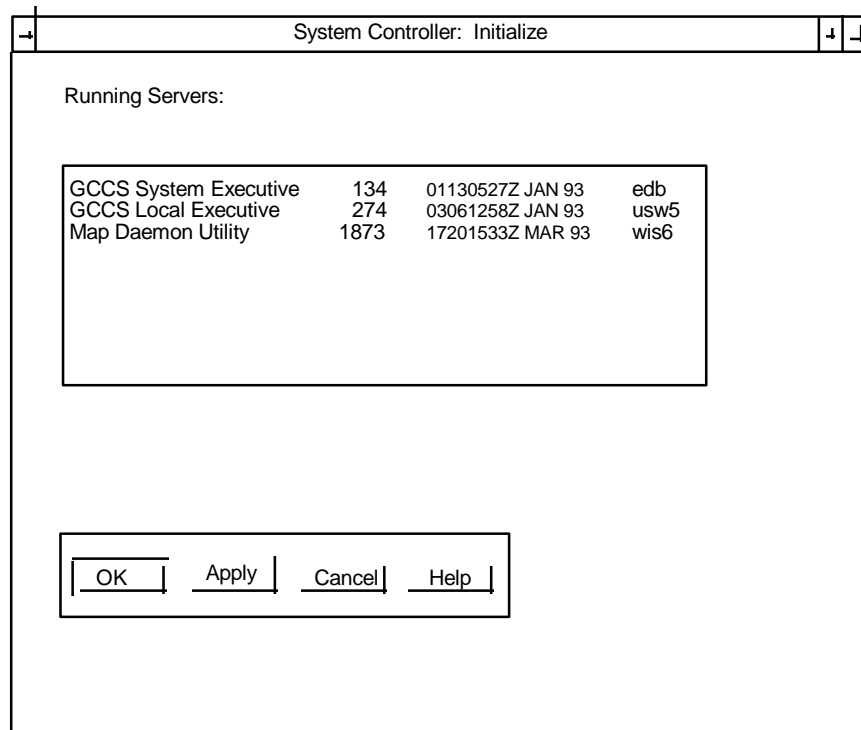 System Controller: Initialize
Running Servers:
GCCS System Executive 134 01130527Z JAN 93 edb
GCCS Local Executive 274 03061258Z JAN 93 usw5
Map Daemon Utility 1873 17201533Z MAR 93 wis6
OK Apply Cancel Help